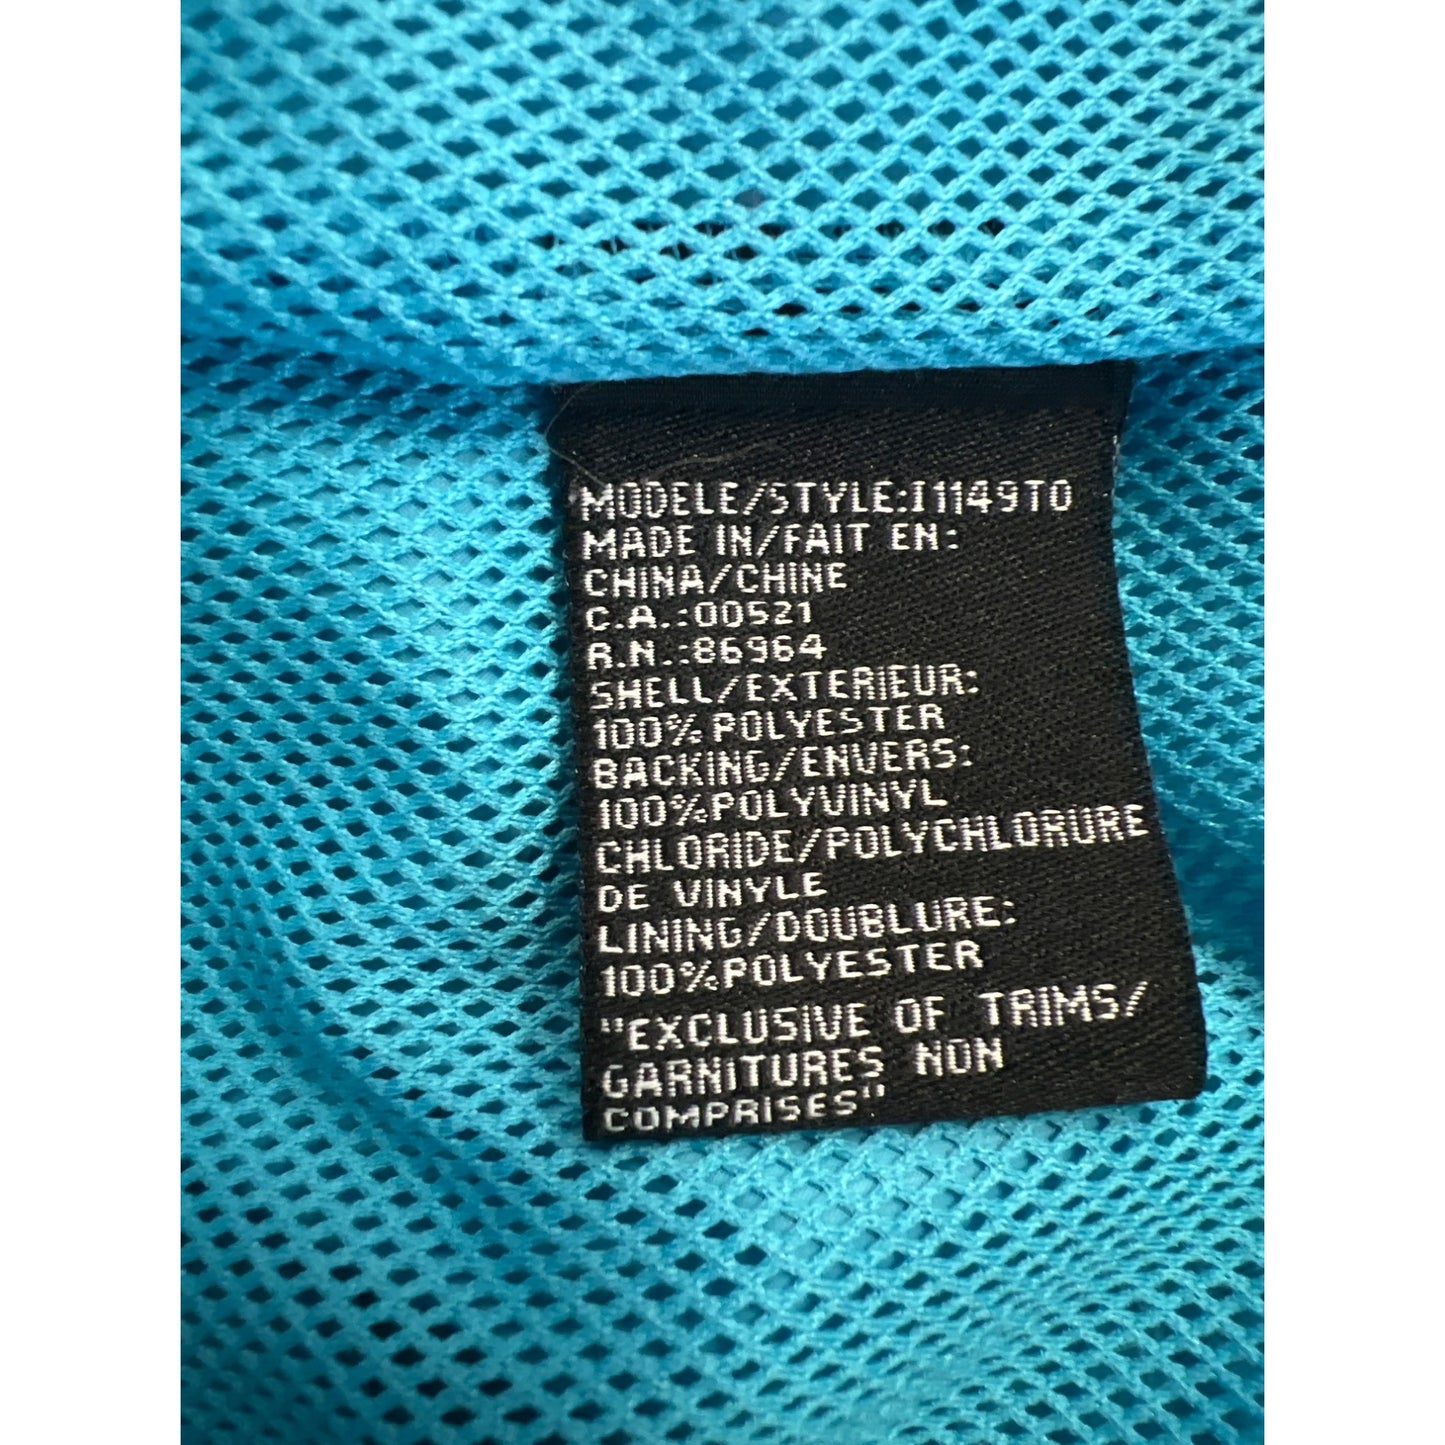 MODELE/STYLE:I1149TO
MADE IN/FAIT EN:
CHINA/CHINE
C.A.:00521
R.N.:86964
SHELL/EXTERIEUR:
100%POLYESTER
BACKING/ENVERS:
100%POLYVINYL
CHLORIDE/POLYCHLORURE
DE VINYLE
LINING/DOUBLURE:
100%POLYESTER
"EXCLUSIVE OF TRIMS/
GARNITURES NON
COMPRISES"